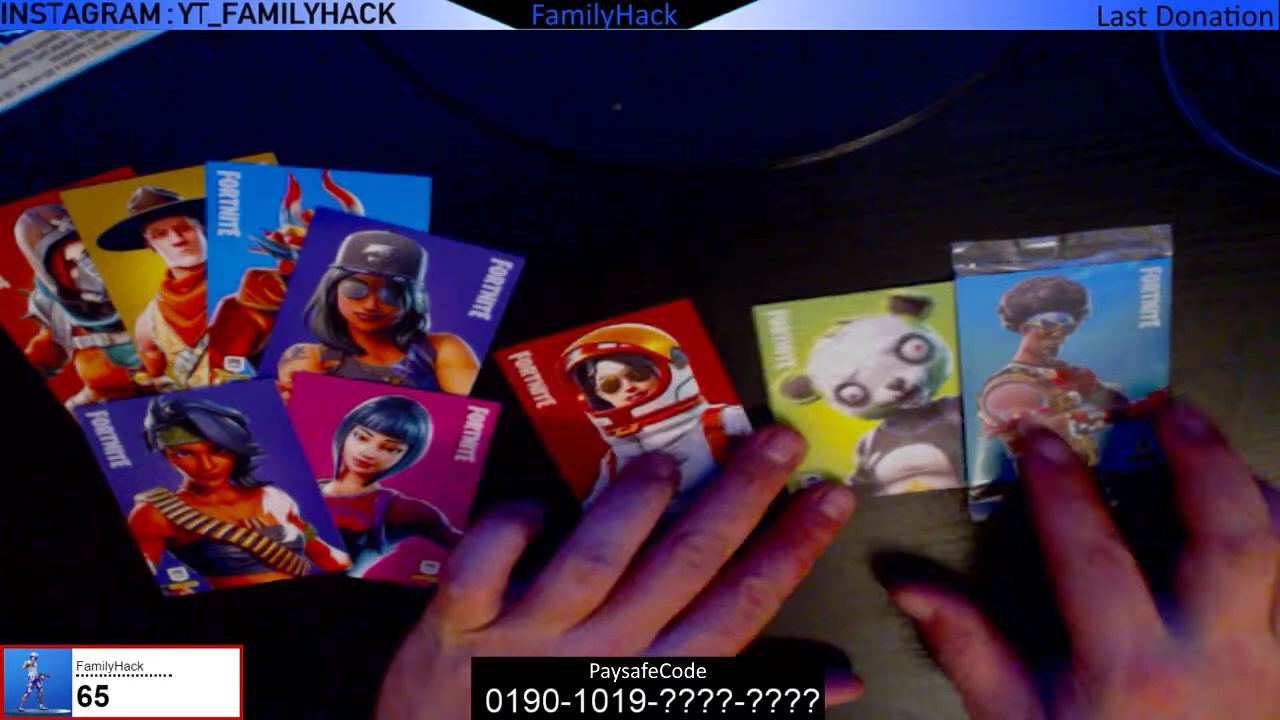 INSTAGRAM : YT_FAMILYHACK
FamilyHack
Last Donation
FORTNITE
FORTNITE
FORTNITE
FORTNITE
FORTNITE
FORTNITE
FORTNITE
FamilyHack
65
PaysafeCode
0190-1019-????-????